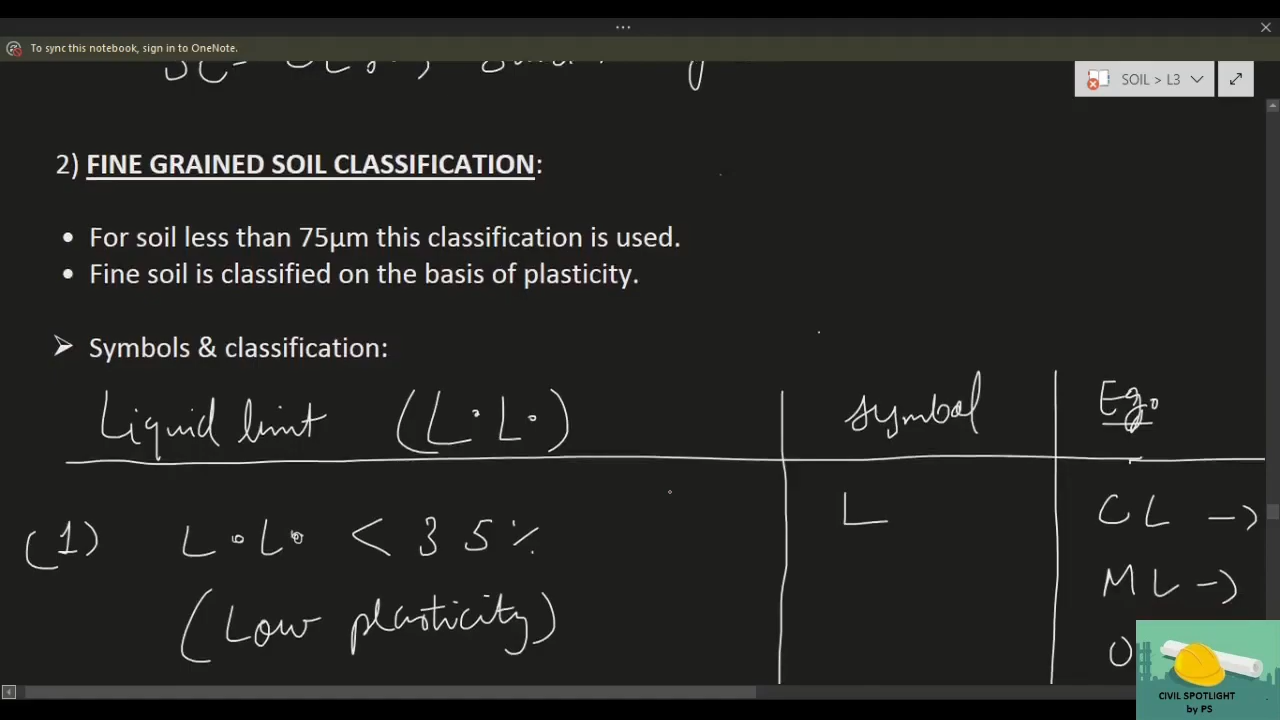 ...
To sync this notebook, sign in to OneNote.
SOIL > L3
2) FINE GRAINED SOIL CLASSIFICATION:
• For soil less than 75μm this classification is used.
• Fine soil is classified on the basis of plasticity.
➢ Symbols & classification:
Liquid limit (L.L.) Symbol Eg.
(1) L.L. < 35% L CL →
(Low plasticity) ML →
O
CIVIL SPOTLIGHT
by PS